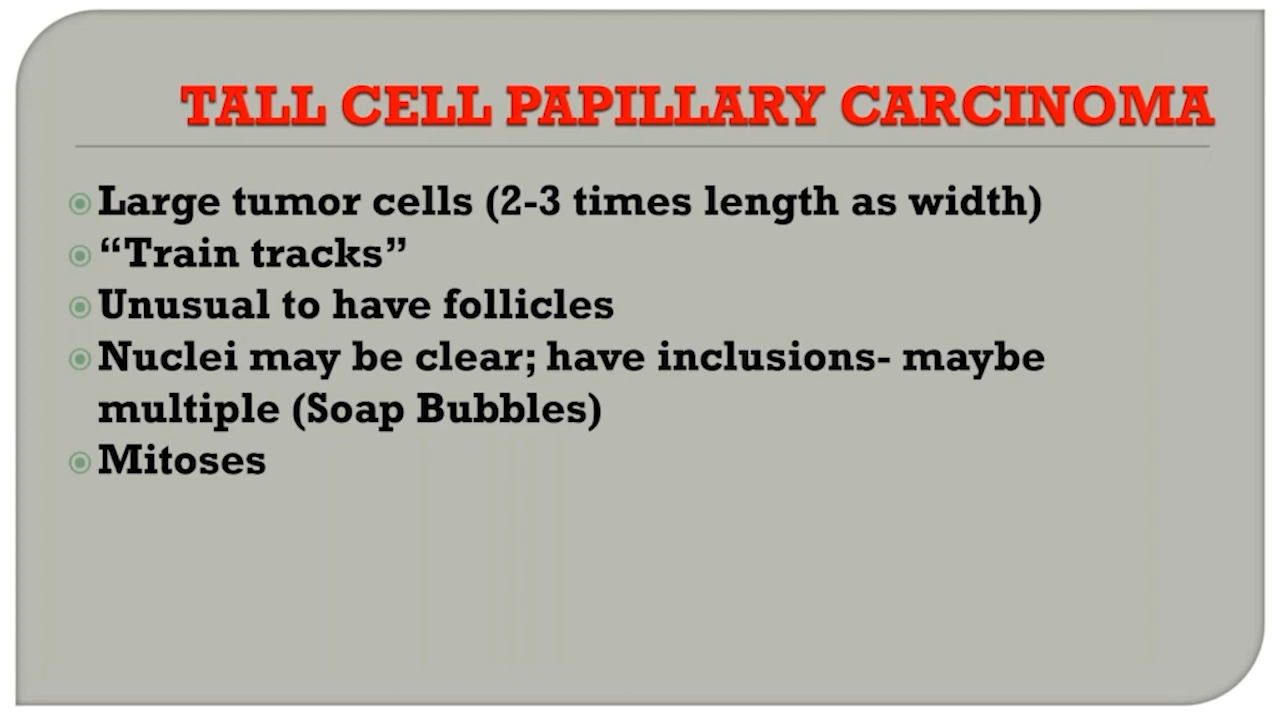 TALL CELL PAPILLARY CARCINOMA
Large tumor cells (2-3 times length as width)
“Train tracks”
Unusual to have follicles
Nuclei may be clear; have inclusions- maybe
multiple (Soap Bubbles)
Mitoses